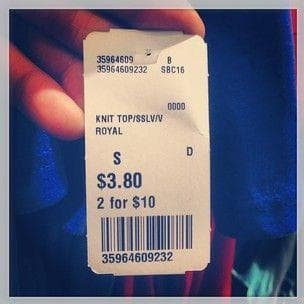 35964609 B
35964609232 SBC16
0000
KNIT TOP/SSLV/V
ROYAL
S D
$3.80
2 for $10
35964609232